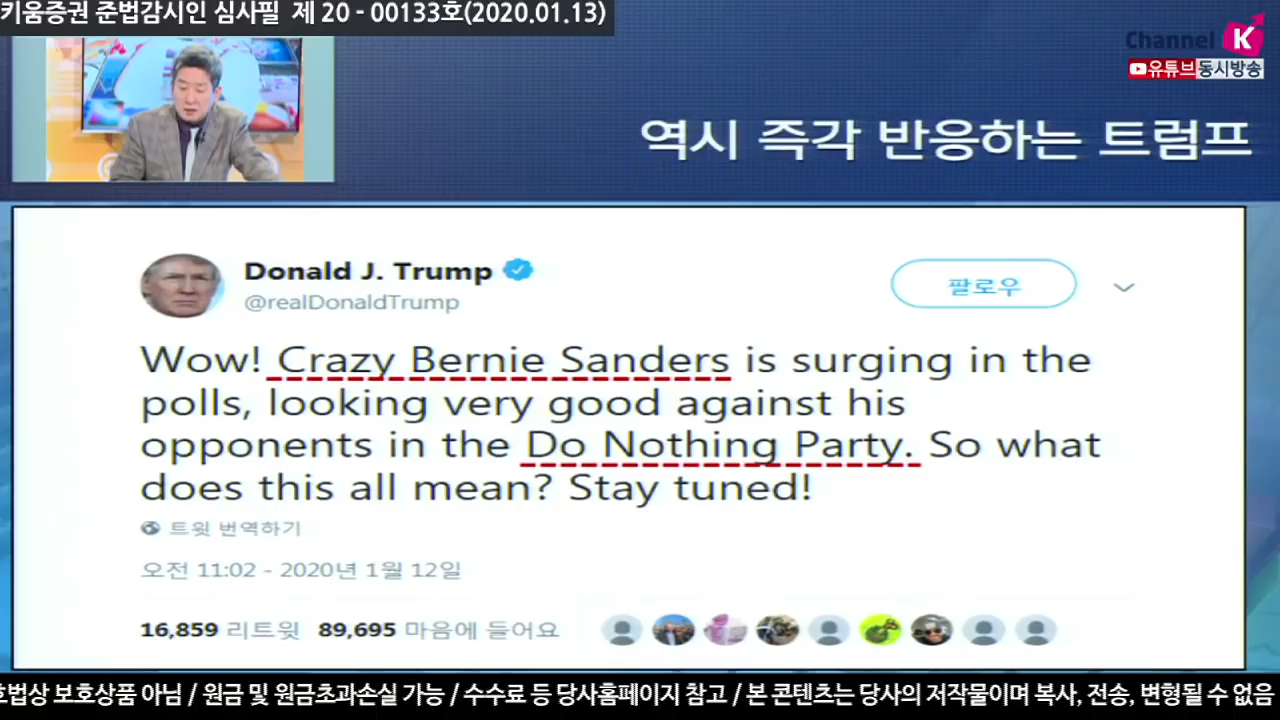 키움증권 준법감시인 심사필 제 20 - 00133호(2020.01.13)
Channel K
유튜브 동시방송
역시 즉각 반응하는 트럼프
Donald J. Trump
@realDonaldTrump
팔로우
Wow! Crazy Bernie Sanders is surging in the
polls, looking very good against his
opponents in the Do Nothing Party. So what
does this all mean? Stay tuned!
트윗 번역하기
오전 11:02 - 2020년 1월 12일
16,859 리트윗 89,695 마음에 들어요
호법상 보호상품 아님 / 원금 및 원금초과손실 가능 / 수수료 등 당사홈페이지 참고 / 본 콘텐츠는 당사의 저작물이며 복사, 전송, 변형될 수 없음